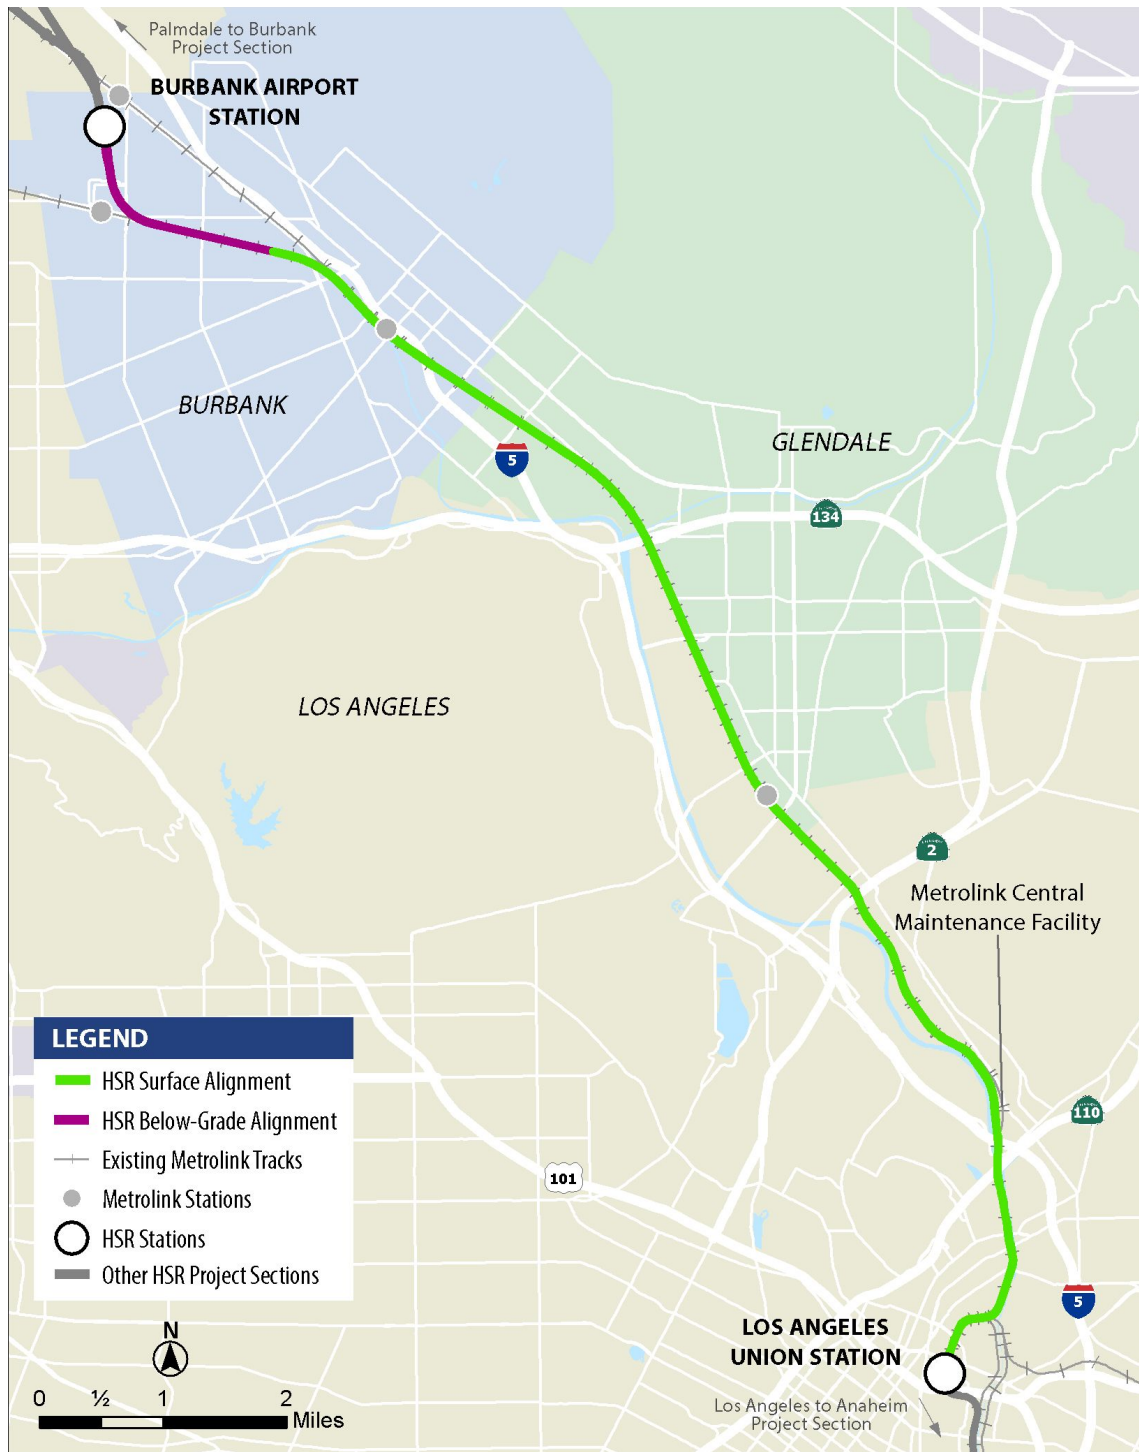 Palmdale to Burbank
Project Section
BURBANK AIRPORT
STATION
BURBANK
5
GLENDALE
134
LOS ANGELES
2
Metrolink Central
Maintenance Facility
LEGEND
HSR Surface Alignment
HSR Below-Grade Alignment
Existing Metrolink Tracks
Metrolink Stations
HSR Stations
Other HSR Project Sections
110
101
5
N
0 ½ 1 2
Miles
LOS ANGELES
UNION STATION
Los Angeles to Anaheim
Project Section